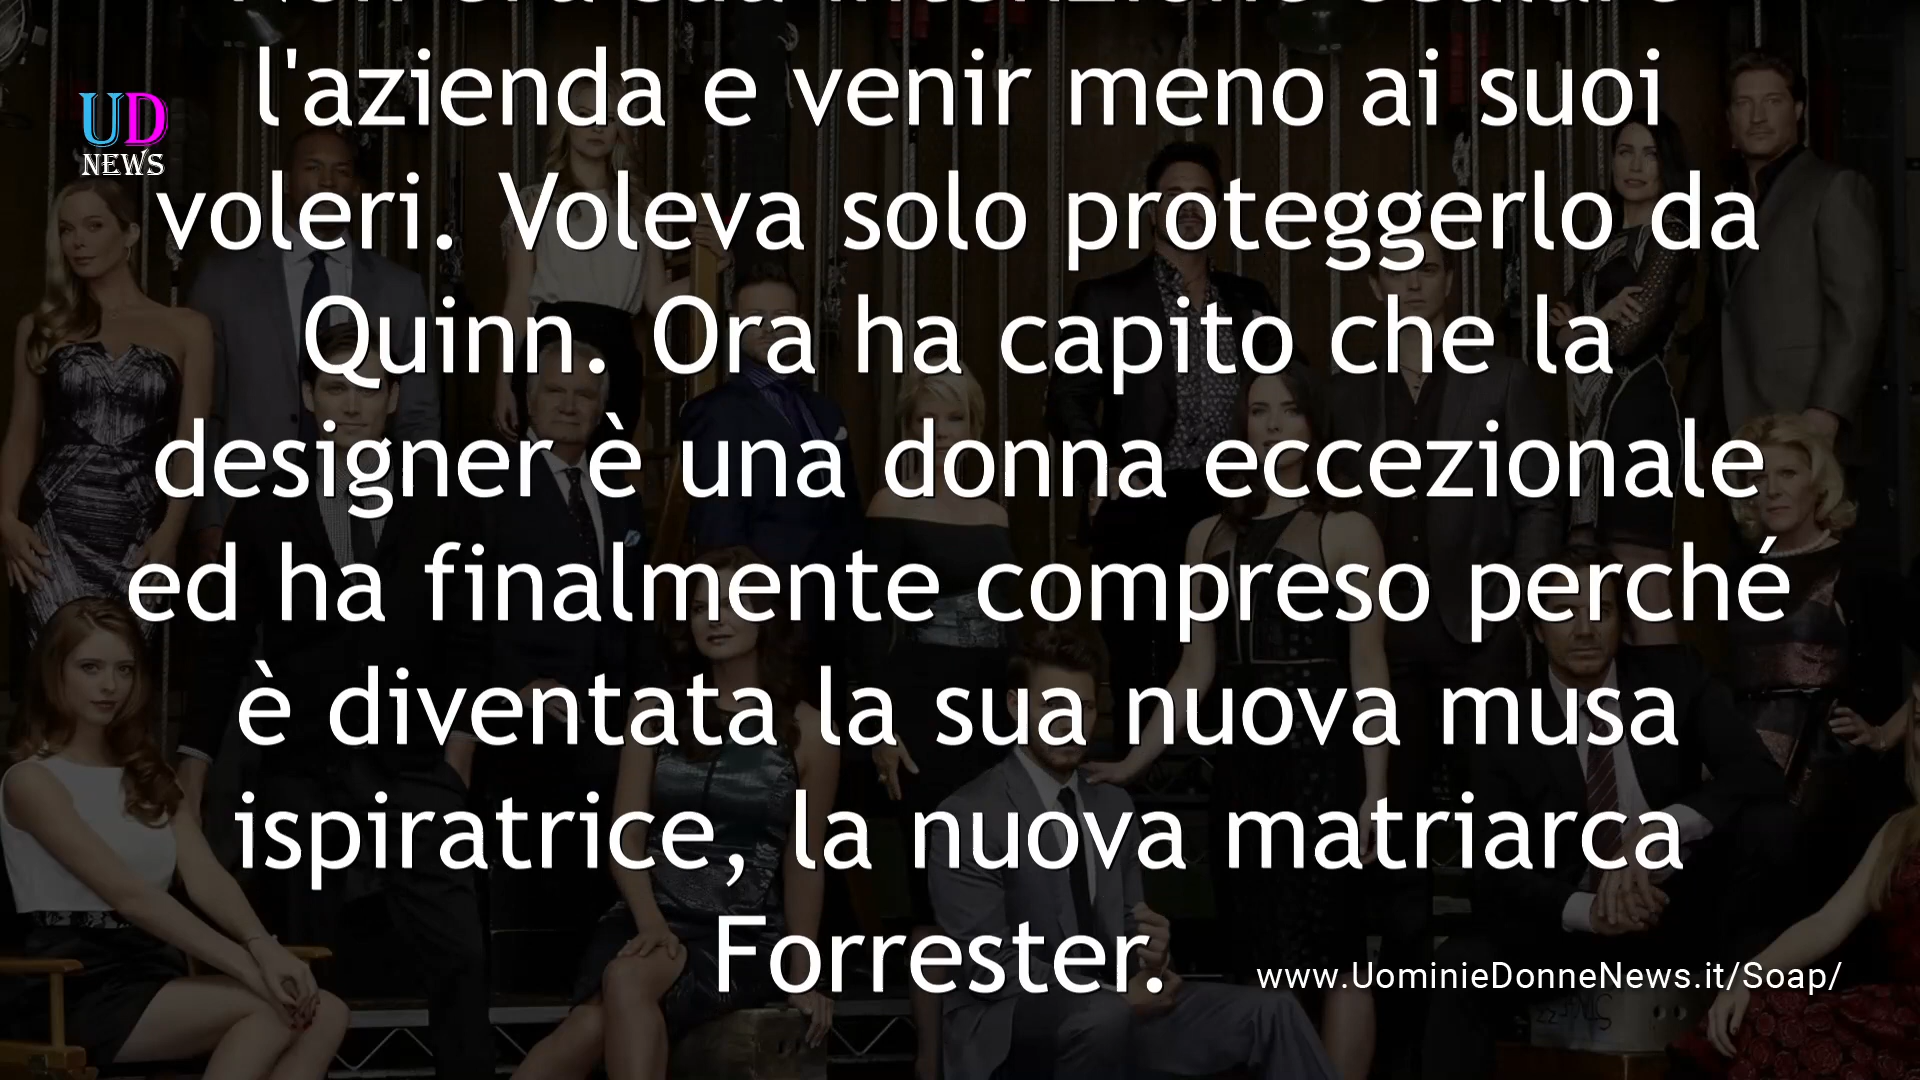 l'azienda e venir meno ai suoi
UD
NEWS
voleri. Voleva solo proteggerlo da
Quinn. Ora ha capito che la
designer è una donna eccezionale
ed ha finalmente compreso perché
è diventata la sua nuova musa
ispiratrice, la nuova matriarca
Forrester.
www.UominieDonneNews.it/Soap/